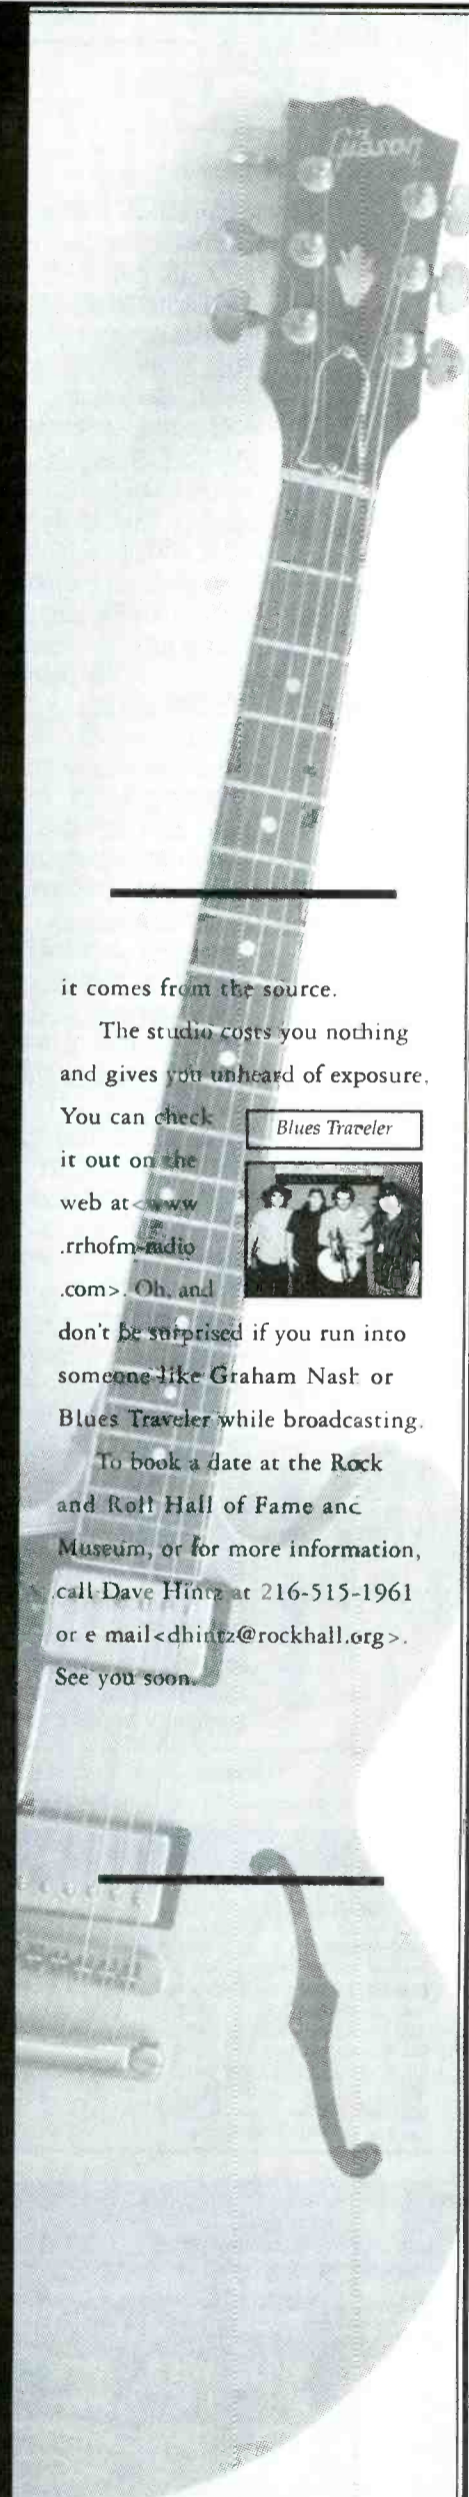 Gibson
it comes from the source.
The studio costs you nothing
and gives you unheard of exposure.
You can check
it out on the
web at <www
.rrhofm-radio
.com>. Oh, and
Blues Traveler
don't be surprised if you run into
someone like Graham Nash or
Blues Traveler while broadcasting.
To book a date at the Rock
and Roll Hall of Fame and
Museum, or for more information,
call Dave Hintz at 216-515-1961
or e mail<dhintz@rockhall.org>.
See you soon.